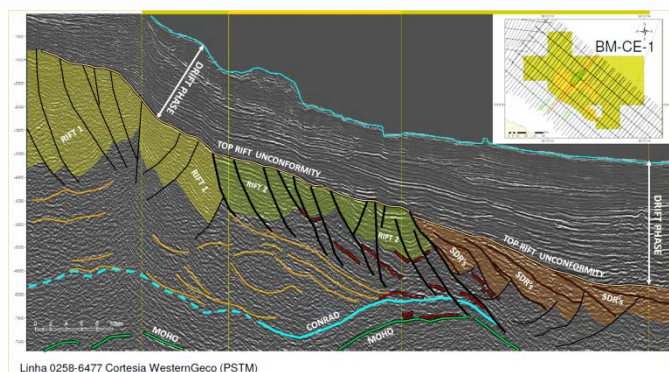 BM-CE-1
DRIFT PHASE
RIFT 1
TOP RIFT UNCONFORMITY
RIFT 1
RIFT 2
RIFT 2
DRIFT PHASE
TOP RIFT UNCONFORMITY
SDR's
SDR's
SDR's
CONRAD
MOHO
MOHO
Linha 0258-6477 Cortesia WesternGeco (PSTM)